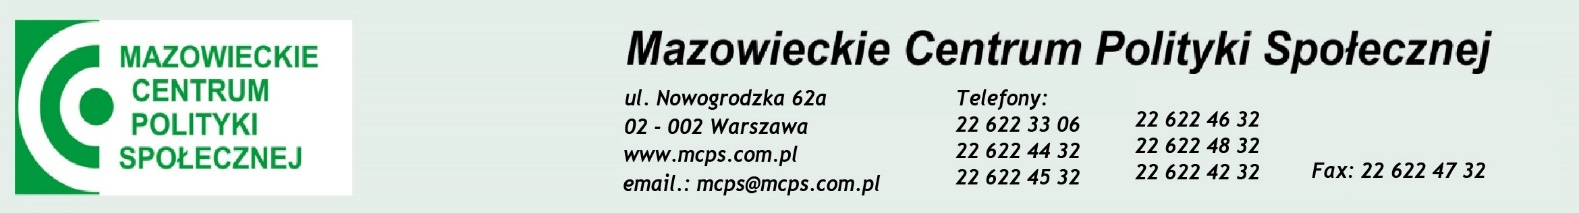 MAZOWIECKIE
CENTRUM
POLITYKI
SPOŁECZNEJ
Mazowieckie Centrum Polityki Społecznej
ul. Nowogrodzka 62a
02 - 002 Warszawa
www.mcps.com.pl
email.: mcps@mcps.com.pl
Telefony:
22 622 33 06
22 622 44 32
22 622 45 32
22 622 46 32
22 622 48 32
22 622 42 32
Fax: 22 622 47 32